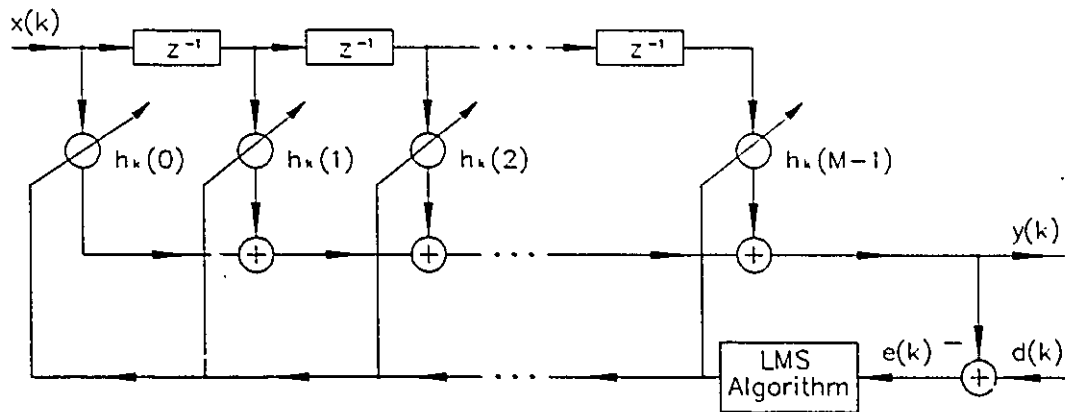 x(k)
z⁻¹ z⁻¹ ··· z⁻¹
hₖ(0) hₖ(1) hₖ(2) hₖ(M-1)
+ + ··· + y(k)
LMS
Algorithm
e(k) − + d(k)
···